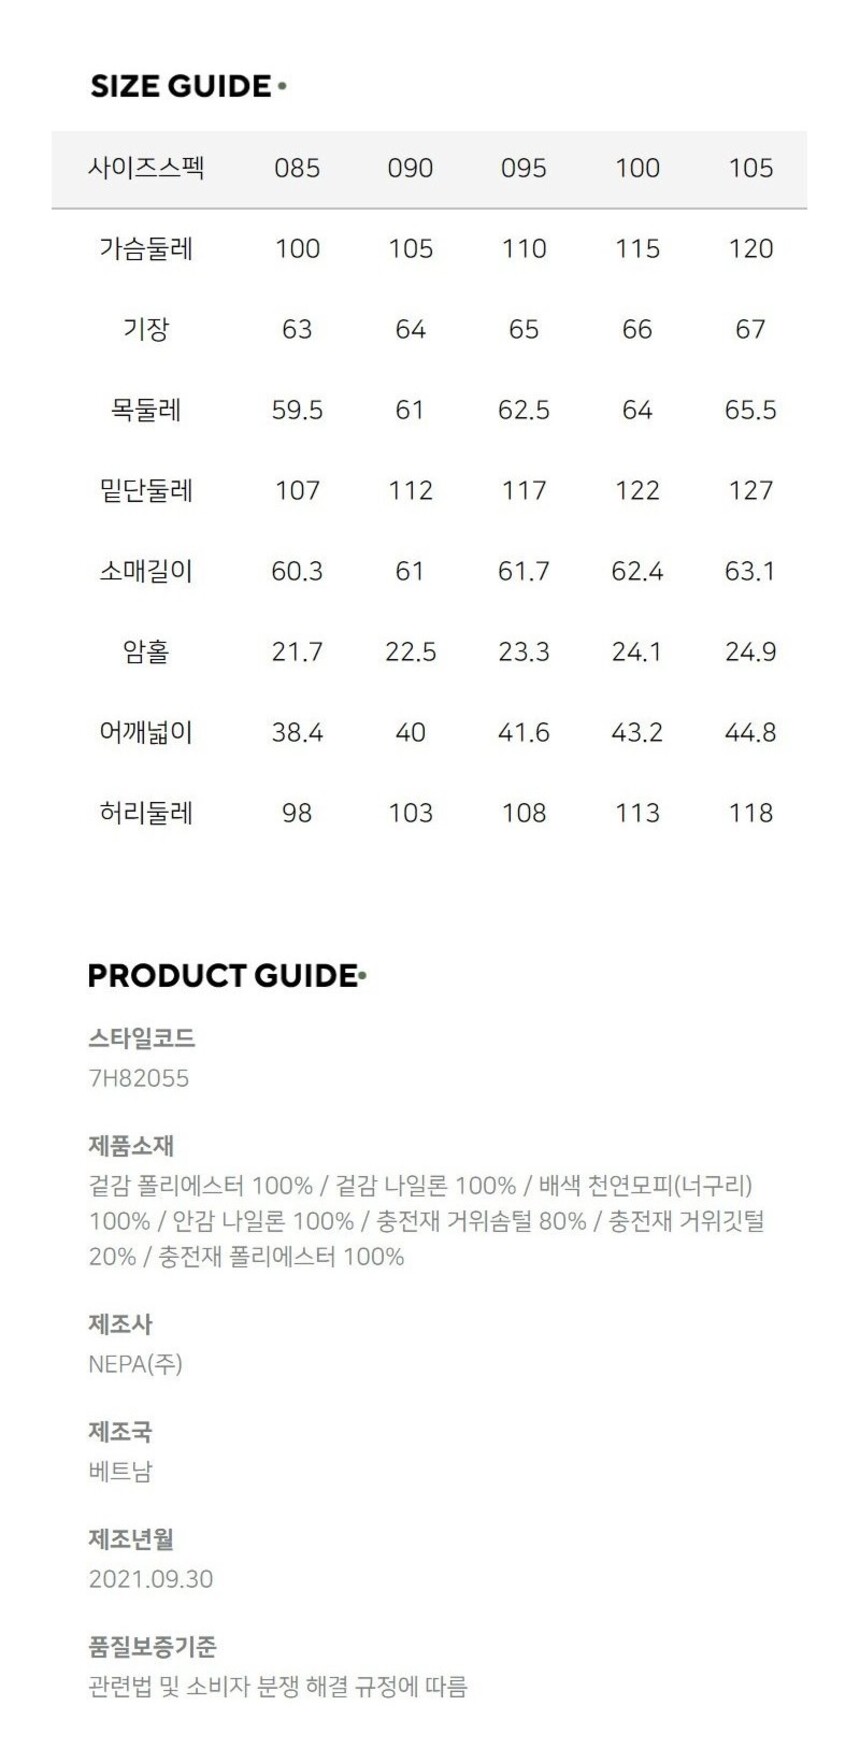 SIZE GUIDE
사이즈스펙 085 090 095 100 105
가슴둘레 100 105 110 115 120
기장 63 64 65 66 67
목둘레 59.5 61 62.5 64 65.5
밑단둘레 107 112 117 122 127
소매길이 60.3 61 61.7 62.4 63.1
암홀 21.7 22.5 23.3 24.1 24.9
어깨넓이 38.4 40 41.6 43.2 44.8
허리둘레 98 103 108 113 118
PRODUCT GUIDE
스타일코드
7H82055
제품소재
겉감 폴리에스터 100% / 겉감 나일론 100% / 배색 천연모피(너구리)
100% / 안감 나일론 100% / 충전재 거위솜털 80% / 충전재 거위깃털
20% / 충전재 폴리에스터 100%
제조사
NEPA(주)
제조국
베트남
제조년월
2021.09.30
품질보증기준
관련법 및 소비자 분쟁 해결 규정에 따름